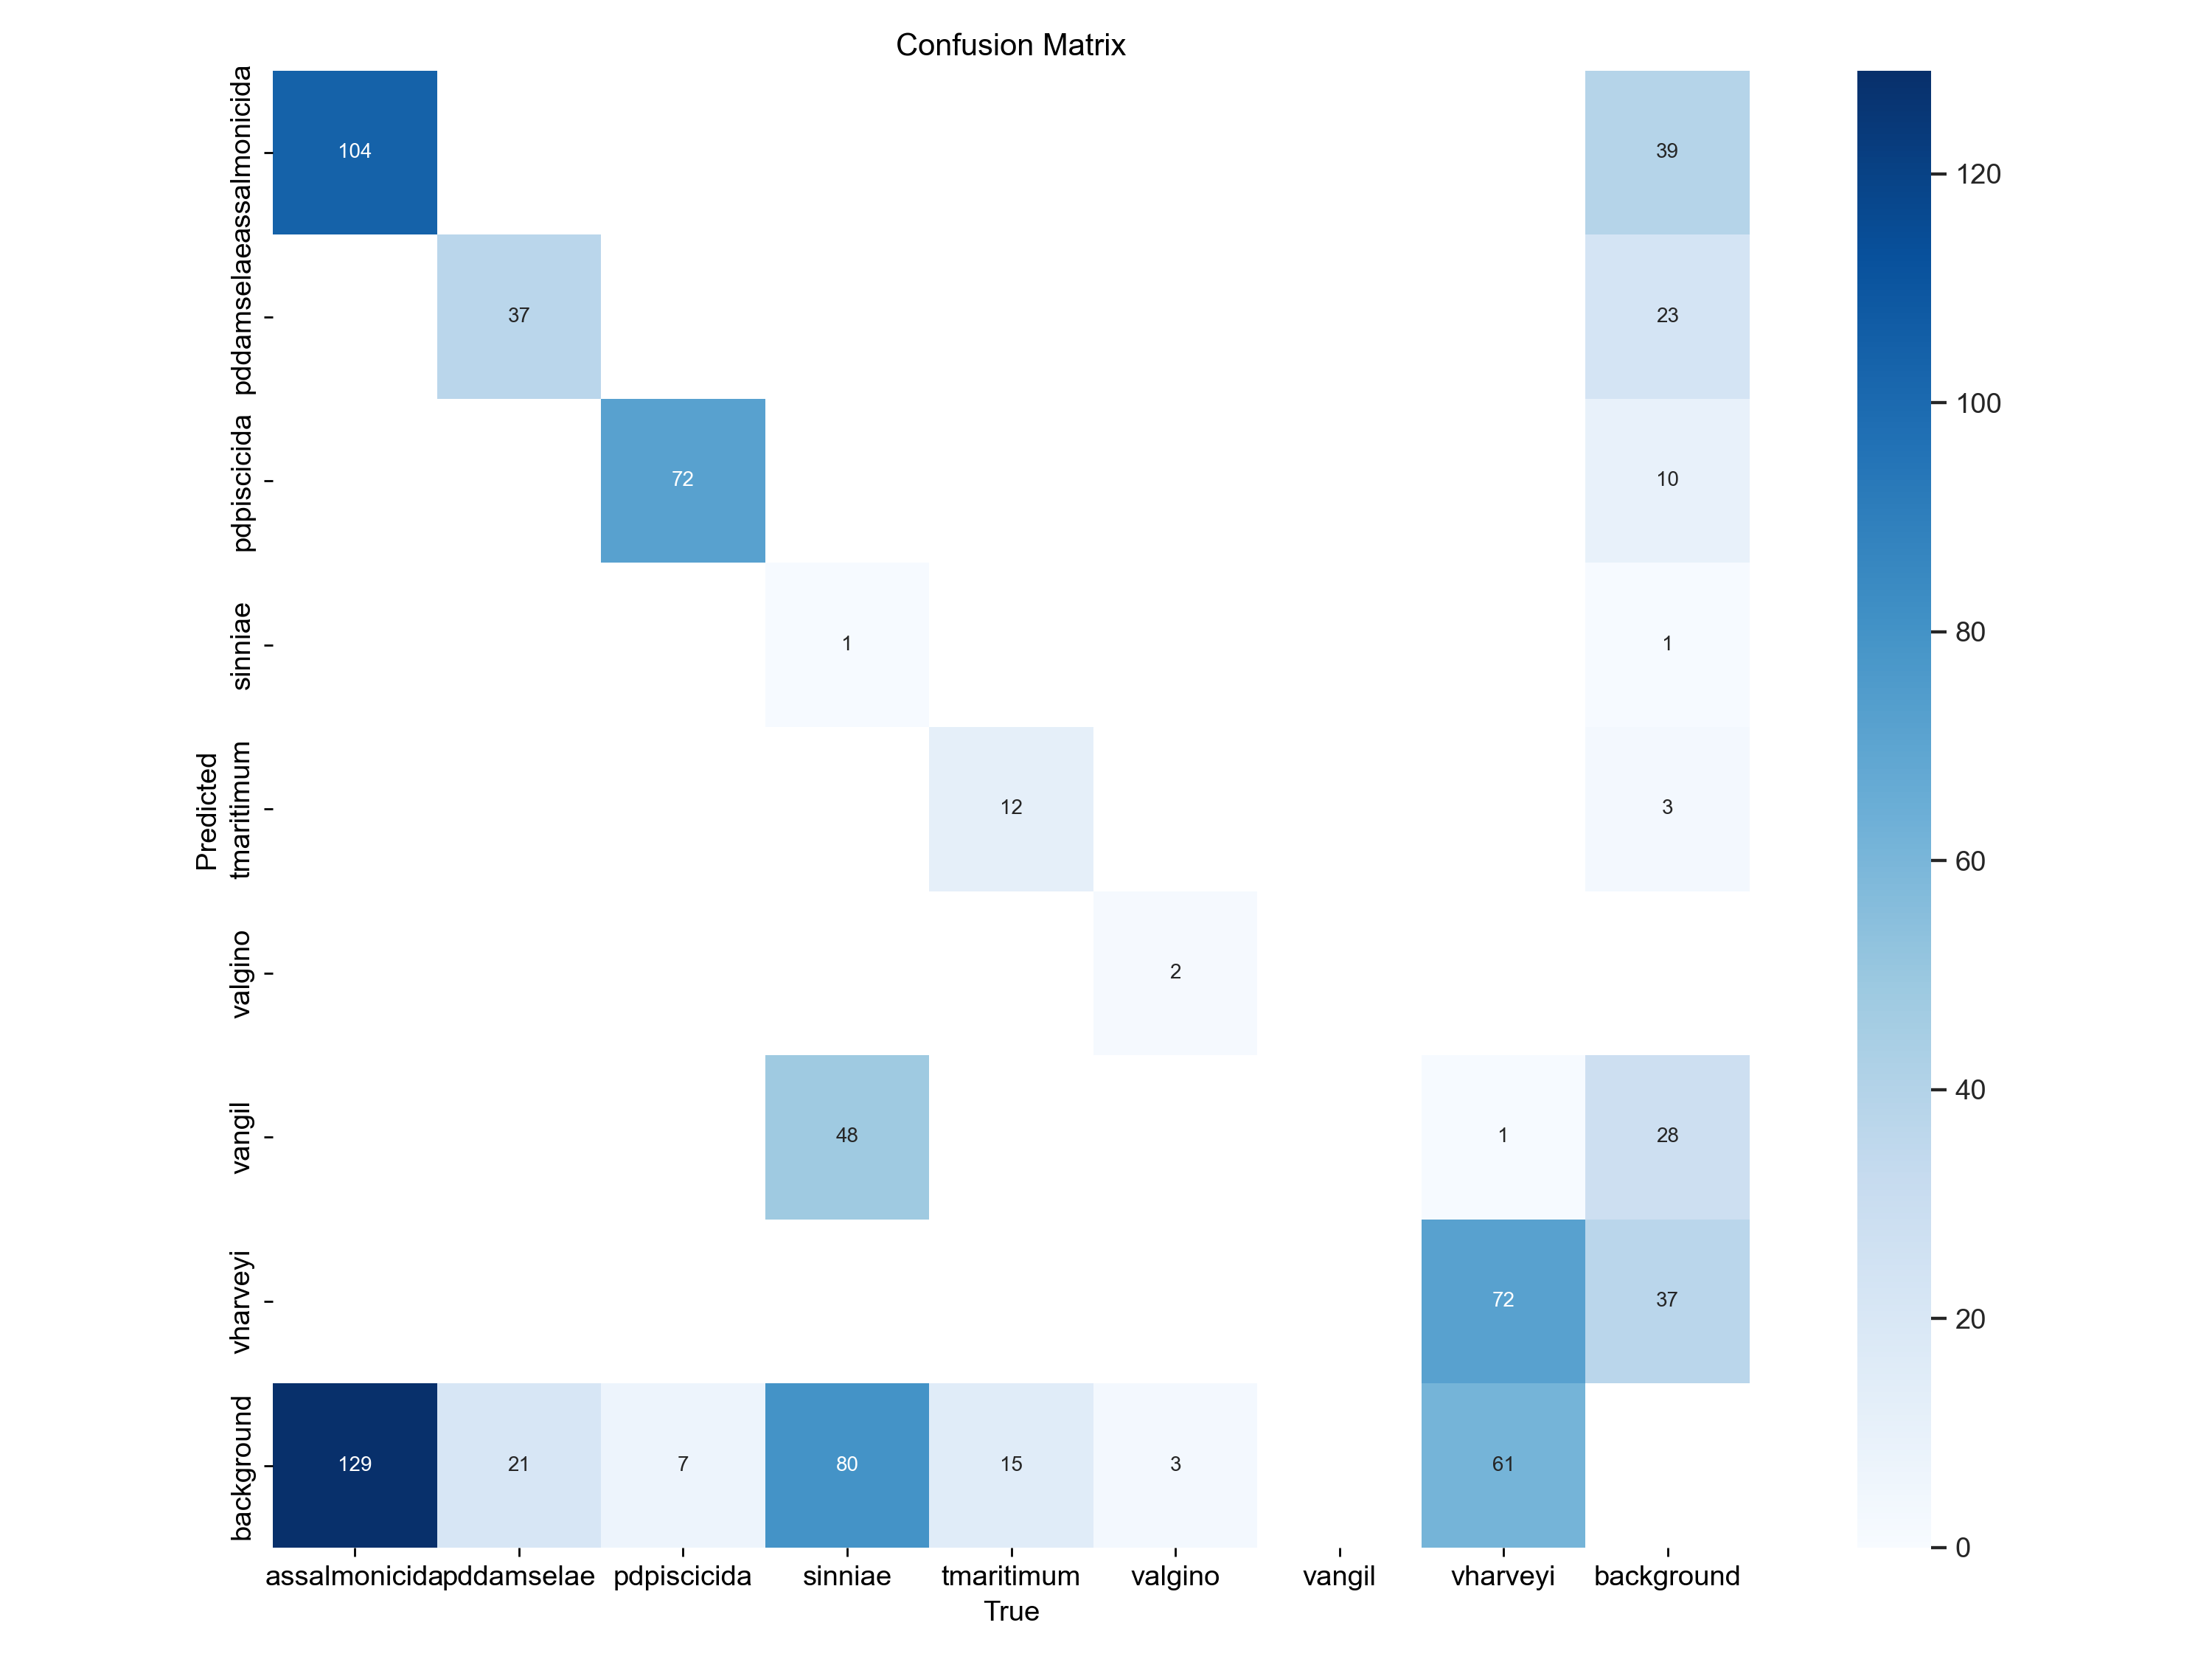 Confusion Matrix
assalmonicida
104
39
pddamselae
37
23
pdpiscicida
72
10
sinniae
1
1
tmaritimum
12
3
valgino
2
vangil
48
1
28
vharveyi
72
37
background
129
21
7
80
15
3
61
Predicted
assalmonicida
pddamselae
pdpiscicida
sinniae
tmaritimum
valgino
vangil
vharveyi
background
True
120
100
80
60
40
20
0